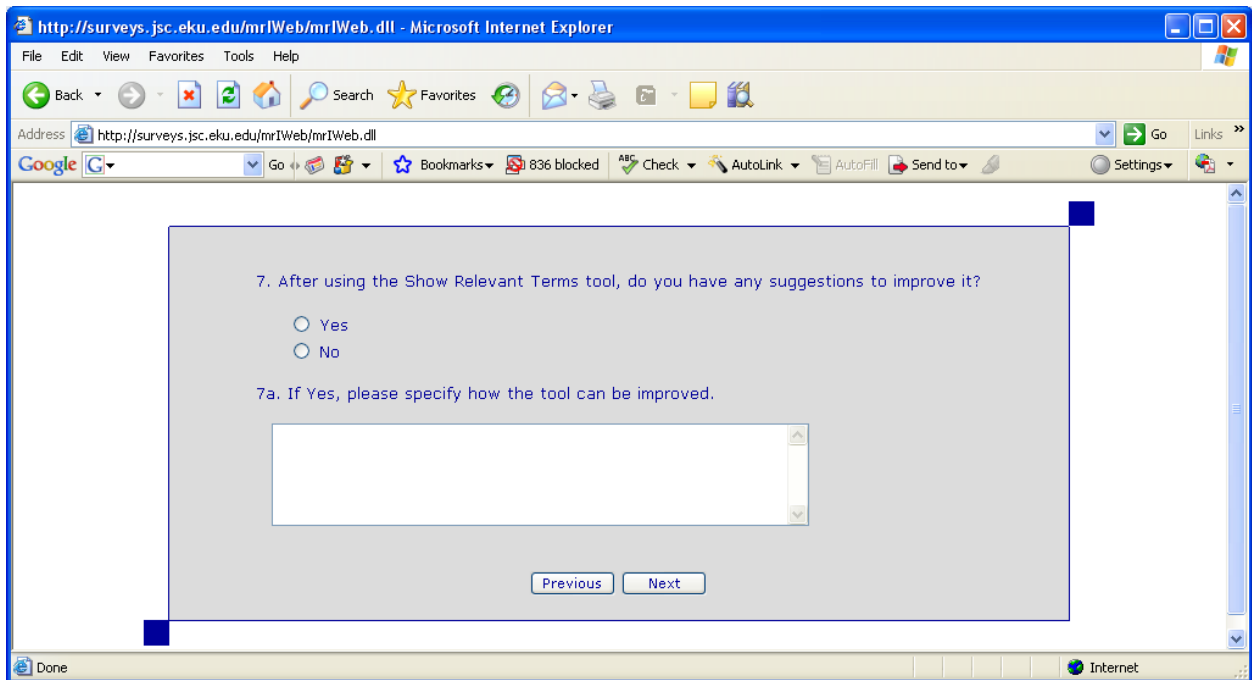 http://surveys.jsc.eku.edu/mrIWeb/mrIWeb.dll - Microsoft Internet Explorer
File Edit View Favorites Tools Help
Back Search Favorites
Address http://surveys.jsc.eku.edu/mrIWeb/mrIWeb.dll Go Links »
Google G Go Bookmarks 836 blocked ABC Check AutoLink AutoFill Send to Settings
7. After using the Show Relevant Terms tool, do you have any suggestions to improve it?
Yes
No
7a. If Yes, please specify how the tool can be improved.
Previous Next
Done Internet